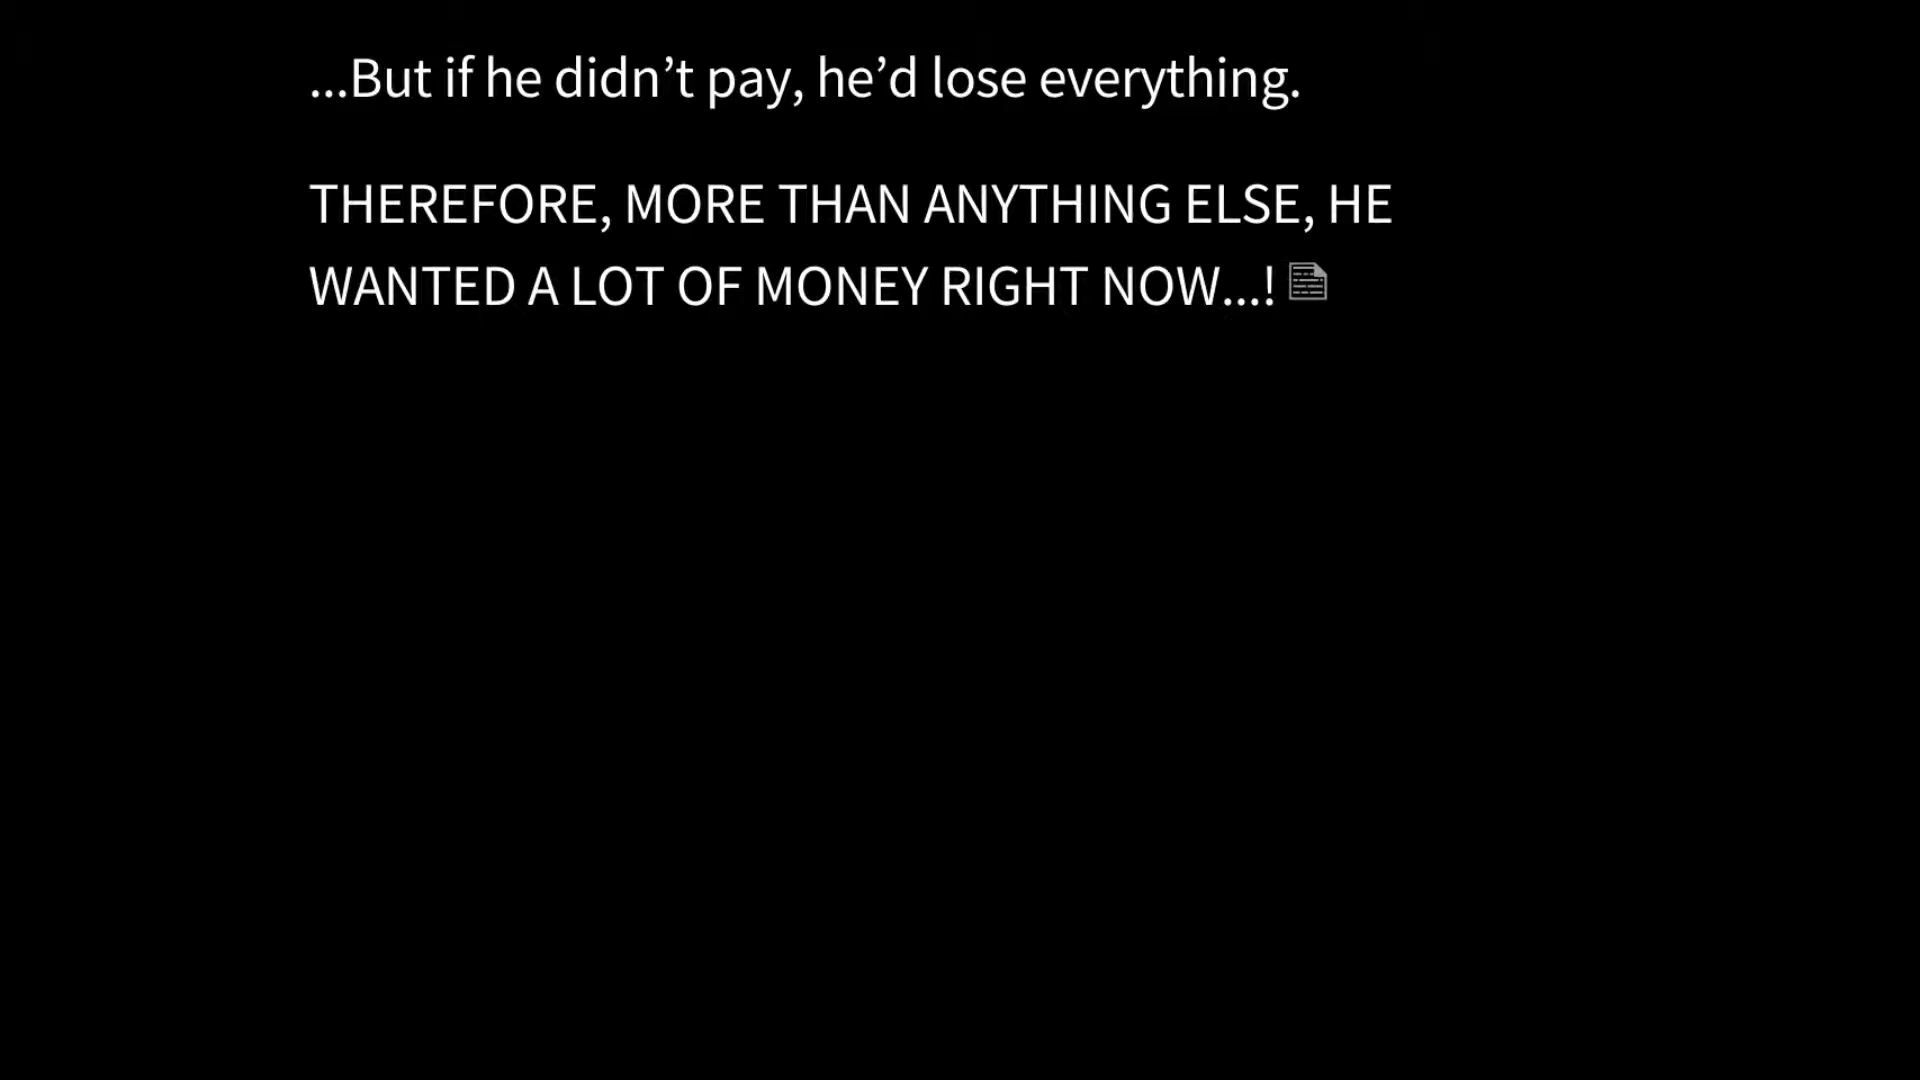 ...But if he didn’t pay, he’d lose everything.
THEREFORE, MORE THAN ANYTHING ELSE, HE
WANTED A LOT OF MONEY RIGHT NOW...!